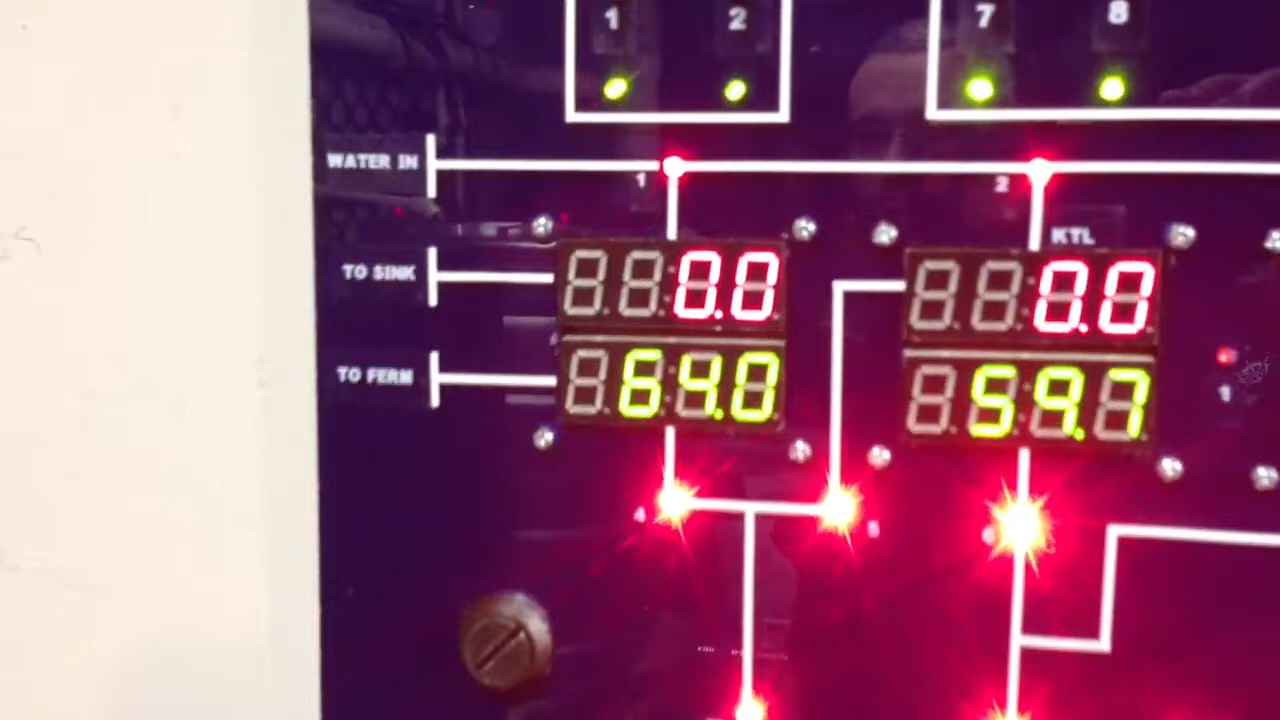 1 2 7 8
WATER IN
1 2
KTL
TO SINK
0.0 0.0
TO FERM
64.0 59.7
1
4